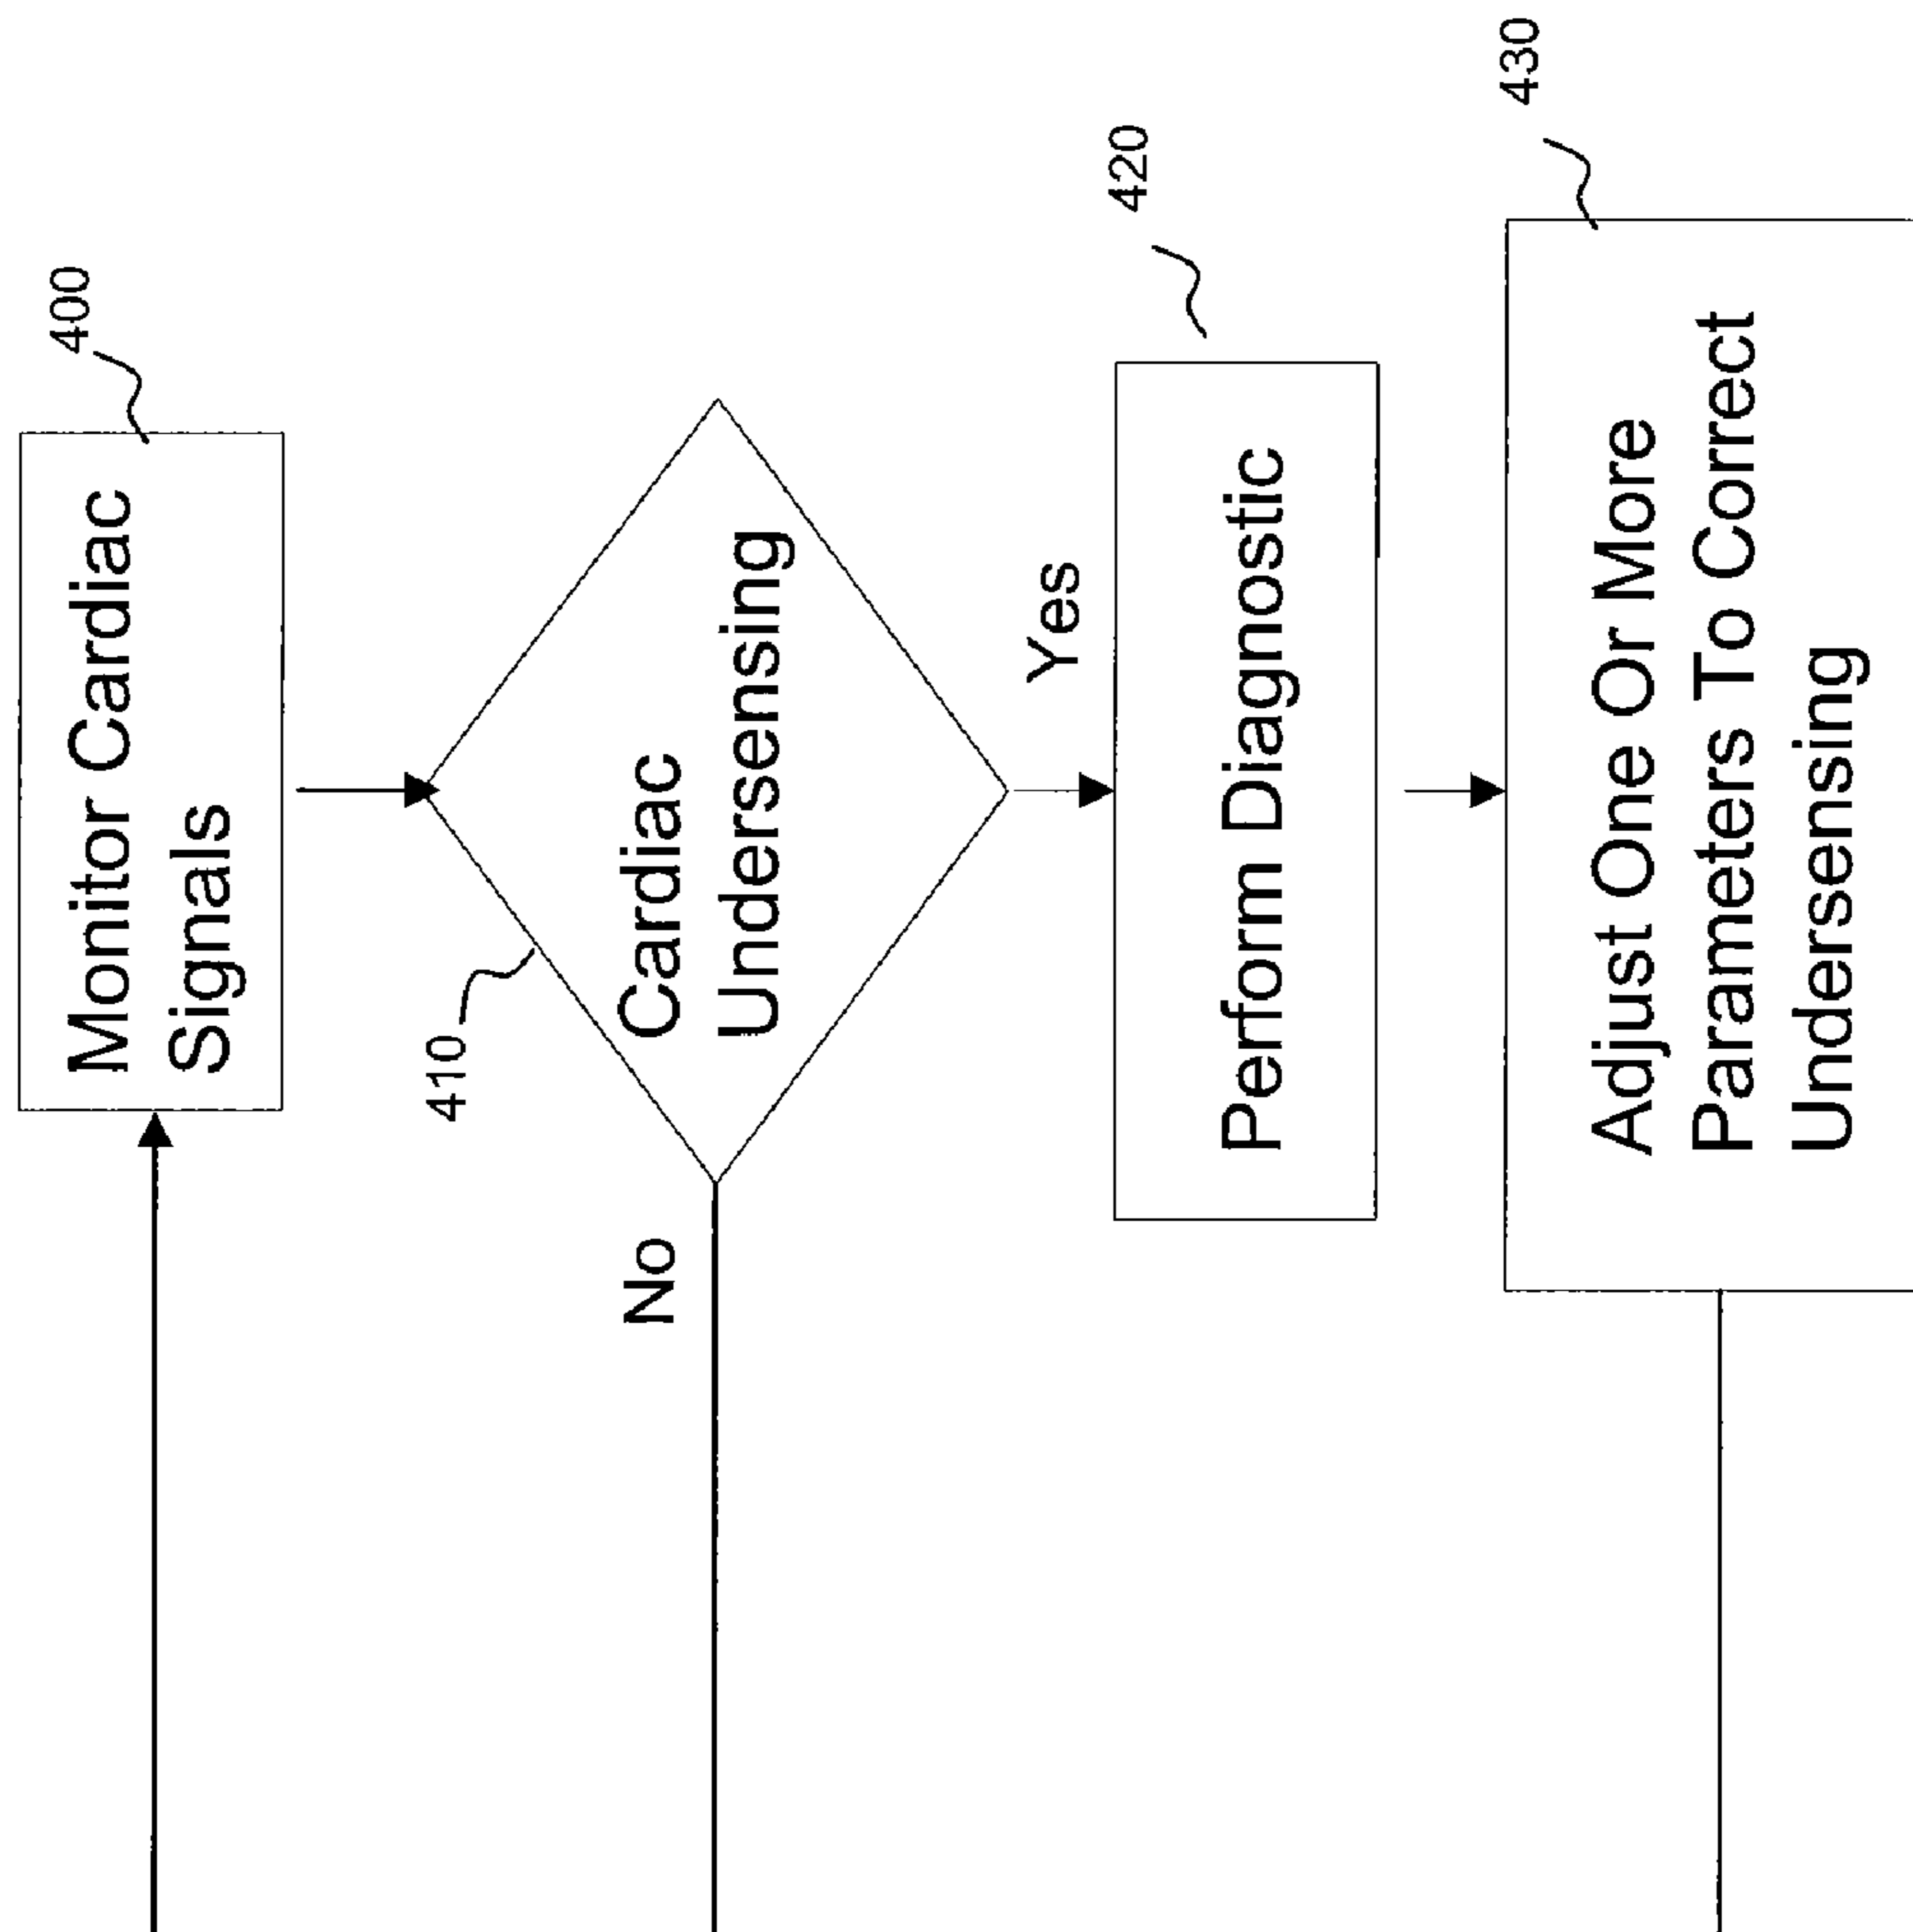 400
Monitor Cardiac
Signals
410
Cardiac
Undersensing
No
Yes
420
Perform Diagnostic
430
Adjust One Or More
Parameters To Correct
Undersensing